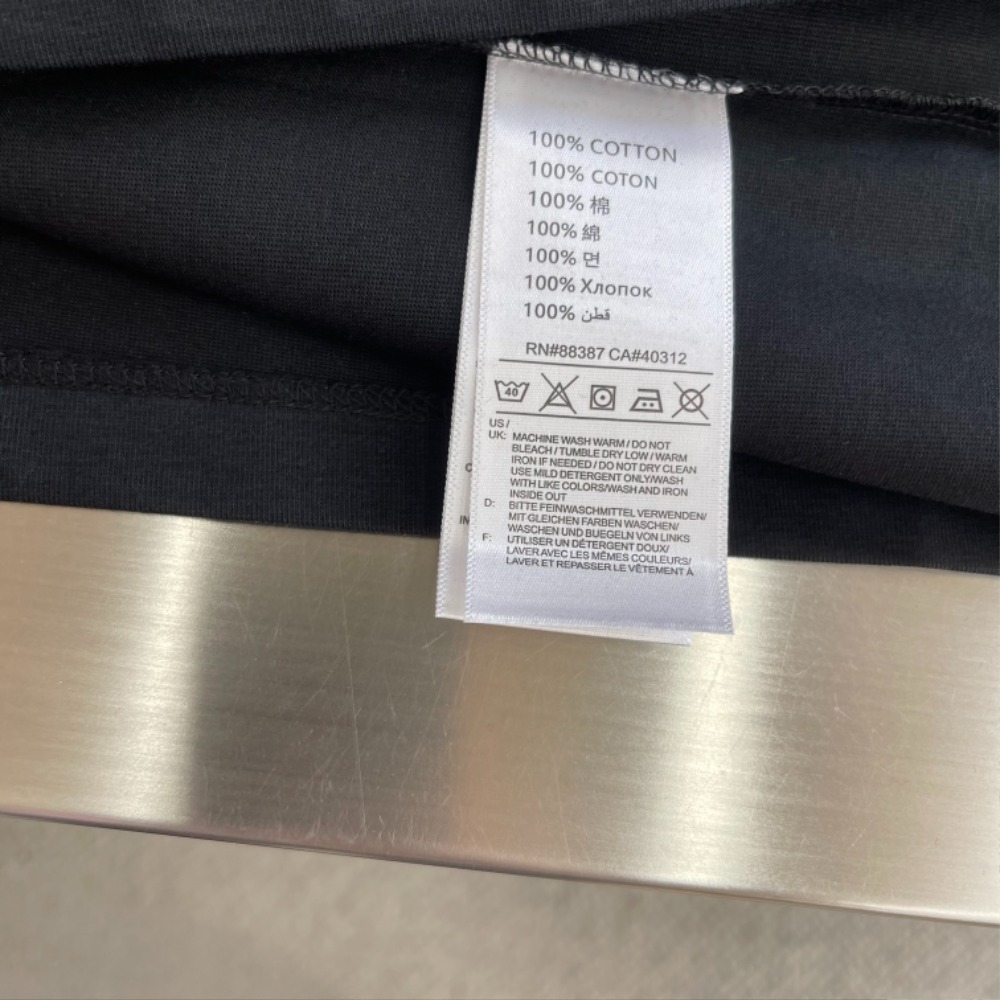 100% COTTON
100% COTON
100% 棉
100% 綿
100% 면
100% Хлопок
100% قطن
RN#88387 CA#40312
40
US /
UK: MACHINE WASH WARM / DO NOT
BLEACH / TUMBLE DRY LOW / WARM
IRON IF NEEDED / DO NOT DRY CLEAN
USE MILD DETERGENT ONLY/WASH
WITH LIKE COLORS/WASH AND IRON
INSIDE OUT
D: BITTE FEINWASCHMITTEL VERWENDEN/
MIT GLEICHEN FARBEN WASCHEN/
WASCHEN UND BUEGELN VON LINKS
F: UTILISER UN DÉTERGENT DOUX/
LAVER AVEC LES MÊMES COULEURS/
LAVER ET REPASSER LE VÊTEMENT À